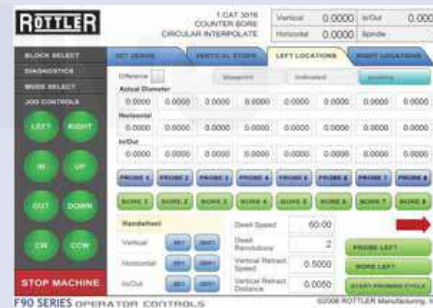 ROTTLER
1:CAT 3516
COUNTER BORE
CIRCULAR INTERPOLATE
Vertical 0.0000 In/Out 0.000
Horizontal 0.0000 Spindle
BLOCK SELECT
DIAGNOSTICS
MODE SELECT
JOG CONTROLS
SET ZEROS
VERTICAL STOPS
LEFT LOCATIONS
RIGHT LOCATIONS
Difference
Blueprint
Indicated
Working
Actual Diameter
0.0000 0.0000 0.0000 0.0000 0.0000 0.0000 0.0000
Horizontal
0.0000 0.0000 0.0000 0.0000 0.0000 0.0000 0.0000 0.0000
In/Out
0.0000 0.0000 0.0000 0.0000 0.0000 0.0000 0.0000 0.0000
PROBE 1 PROBE 2 PROBE 3 PROBE 4 PROBE 5 PROBE 6 PROBE 7 PROBE 8
BORE 1 BORE 2 BORE 3 BORE 4 BORE 5 BORE 6 BORE 7 BORE 8
LEFT RIGHT
IN UP
OUT DOWN
CW CCW
STOP MACHINE
Handwheel
Vertical
Horizontal
In/Out
Dwell Speed 60.00
Dwell Revolutions 2
Vertical Retract Speed 0.5000
Vertical Retract Distance 0.0050
PROBE LEFT
BORE LEFT
START PROBING CYCLE
F90 SERIES OPERATOR CONTROLS
©2008 ROTTLER Manufacturing,